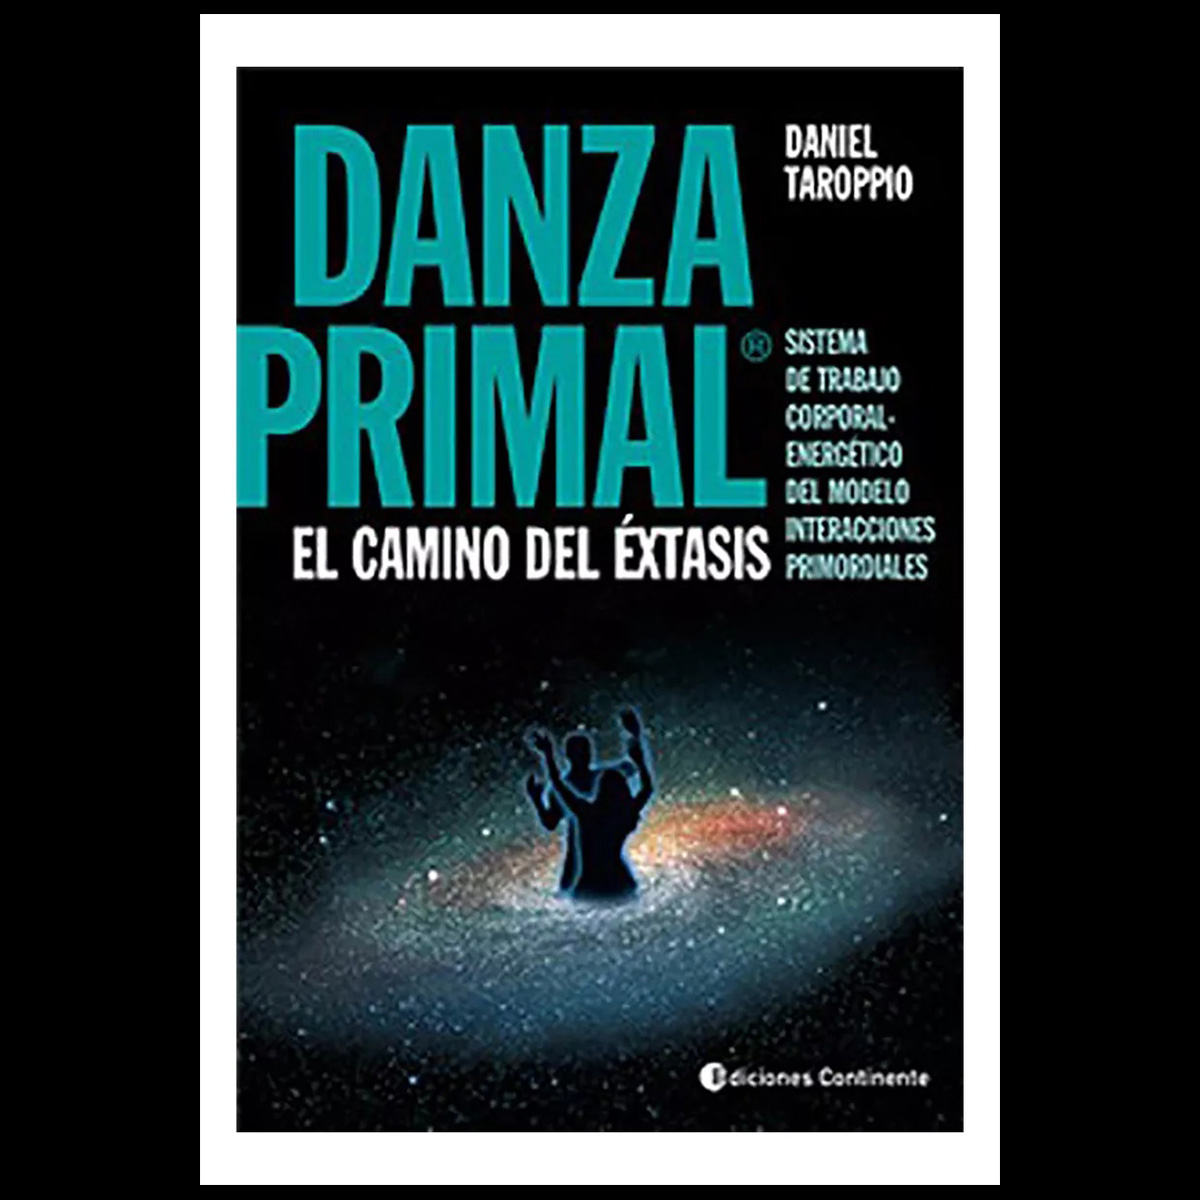 DANZA
PRIMAL®
EL CAMINO DEL ÉXTASIS
DANIEL
TAROPPIO
SISTEMA
DE TRABAJO
CORPORAL-
ENERGÉTICO
DEL MODELO
INTERACCIONES
PRIMORDIALES
Ediciones Continente